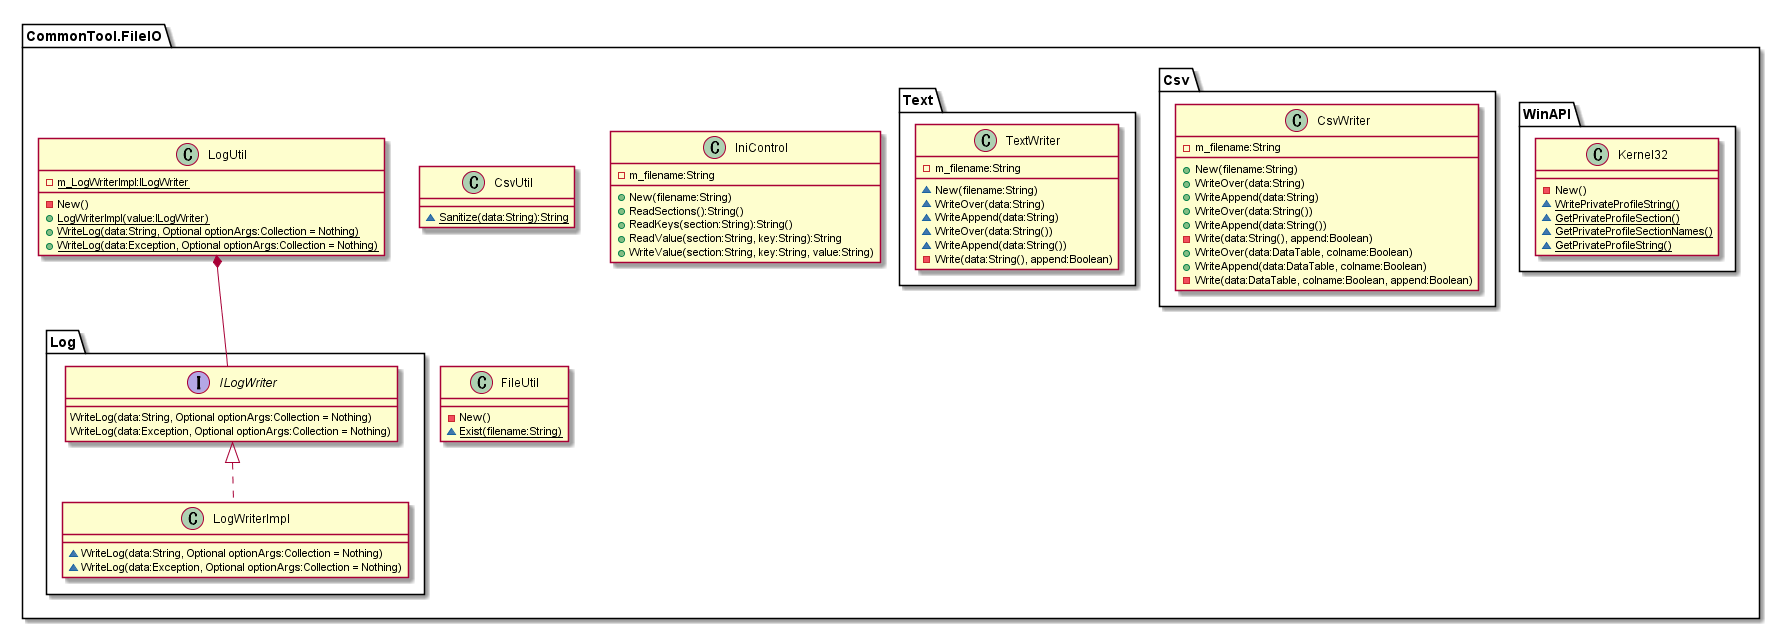 CommonTool.FileIO
LogUtil
m_LogWriterImpl:ILogWriter
New()
LogWriterImpl(value:ILogWriter)
WriteLog(data:String, Optional optionArgs:Collection = Nothing)
WriteLog(data:Exception, Optional optionArgs:Collection = Nothing)
CsvUtil
Sanitize(data:String):String
IniControl
m_filename:String
New(filename:String)
ReadSections():String()
ReadKeys(section:String):String()
ReadValue(section:String, key:String):String
WriteValue(section:String, key:String, value:String)
Text
TextWriter
m_filename:String
New(filename:String)
WriteOver(data:String)
WriteAppend(data:String)
WriteOver(data:String())
WriteAppend(data:String())
Write(data:String(), append:Boolean)
Csv
CsvWriter
m_filename:String
New(filename:String)
WriteOver(data:String)
WriteAppend(data:String)
WriteOver(data:String())
WriteAppend(data:String())
Write(data:String(), append:Boolean)
WriteOver(data:DataTable, colname:Boolean)
WriteAppend(data:DataTable, colname:Boolean)
Write(data:DataTable, colname:Boolean, append:Boolean)
WinAPI
Kernel32
New()
WritePrivateProfileString()
GetPrivateProfileSection()
GetPrivateProfileSectionNames()
GetPrivateProfileString()
Log
ILogWriter
WriteLog(data:String, Optional optionArgs:Collection = Nothing)
WriteLog(data:Exception, Optional optionArgs:Collection = Nothing)
FileUtil
New()
Exist(filename:String)
LogWriterImpl
WriteLog(data:String, Optional optionArgs:Collection = Nothing)
WriteLog(data:Exception, Optional optionArgs:Collection = Nothing)